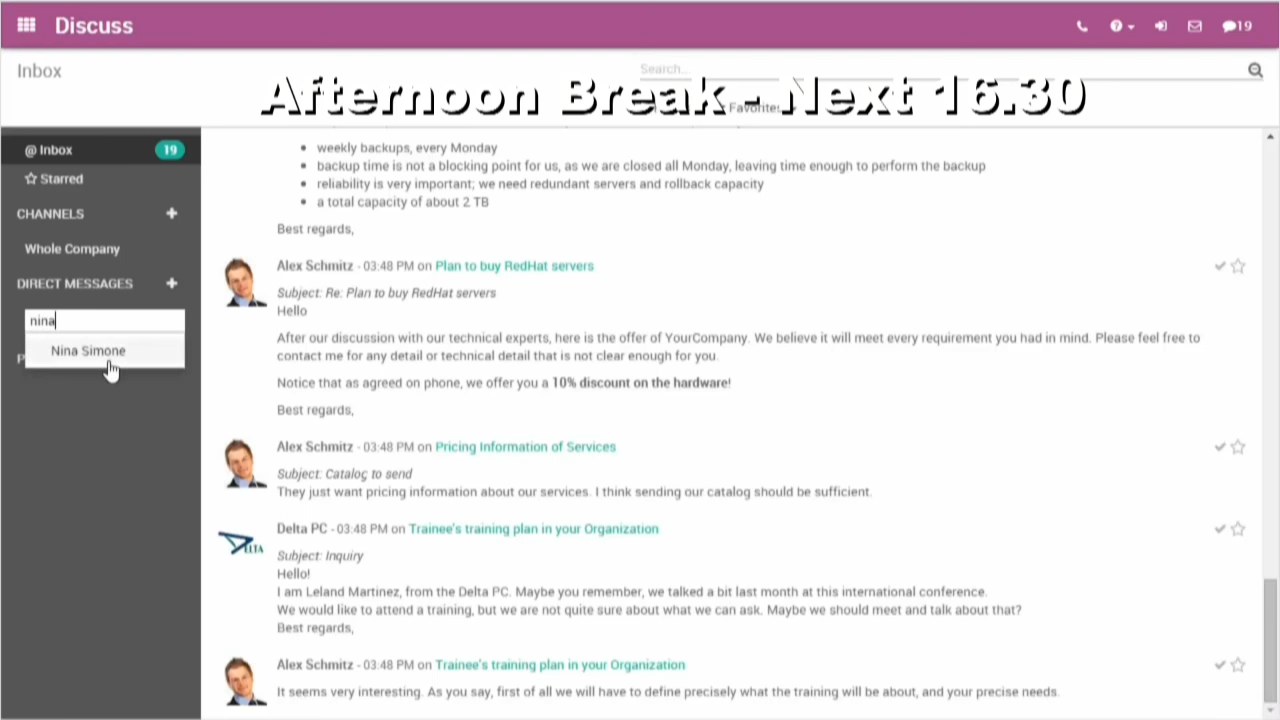 Discuss
19
Inbox
Search...
Afternoon Break - Next 16.30
@ Inbox 19
Starred
CHANNELS
Whole Company
DIRECT MESSAGES
nina
Nina Simone
weekly backups, every Monday
backup time is not a blocking point for us, as we are closed all Monday, leaving time enough to perform the backup
reliability is very important; we need redundant servers and rollback capacity
a total capacity of about 2 TB
Best regards,
Alex Schmitz - 03:48 PM on Plan to buy RedHat servers
Subject: Re: Plan to buy RedHat servers
Hello
After our discussion with our technical experts, here is the offer of YourCompany. We believe it will meet every requirement you had in mind. Please feel free to
contact me for any detail or technical detail that is not clear enough for you.
Notice that as agreed on phone, we offer you a 10% discount on the hardware!
Best regards,
Alex Schmitz - 03:48 PM on Pricing Information of Services
Subject: Catalog to send
They just want pricing information about our services. I think sending our catalog should be sufficient.
DELTA
Delta PC - 03:48 PM on Trainee's training plan in your Organization
Subject: Inquiry
Hello!
I am Leland Martinez, from the Delta PC. Maybe you remember, we talked a bit last month at this international conference.
We would like to attend a training, but we are not quite sure about what we can ask. Maybe we should meet and talk about that?
Best regards,
Alex Schmitz - 03:48 PM on Trainee's training plan in your Organization
It seems very interesting. As you say, first of all we will have to define precisely what the training will be about, and your precise needs.